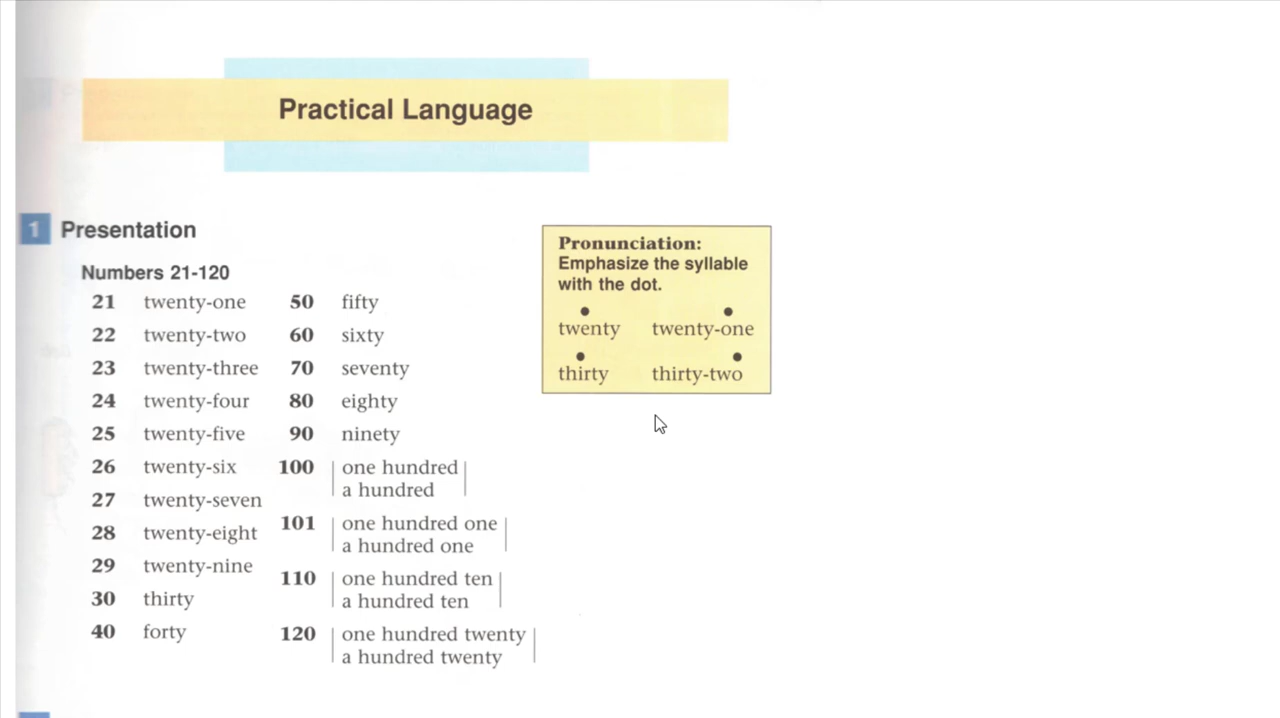 Practical Language
1 Presentation
Numbers 21-120
21 twenty-one
22 twenty-two
23 twenty-three
24 twenty-four
25 twenty-five
26 twenty-six
27 twenty-seven
28 twenty-eight
29 twenty-nine
30 thirty
40 forty
50 fifty
60 sixty
70 seventy
80 eighty
90 ninety
100 one hundred
a hundred
101 one hundred one
a hundred one
110 one hundred ten
a hundred ten
120 one hundred twenty
a hundred twenty
Pronunciation:
Emphasize the syllable
with the dot.
twenty twenty-one
thirty thirty-two